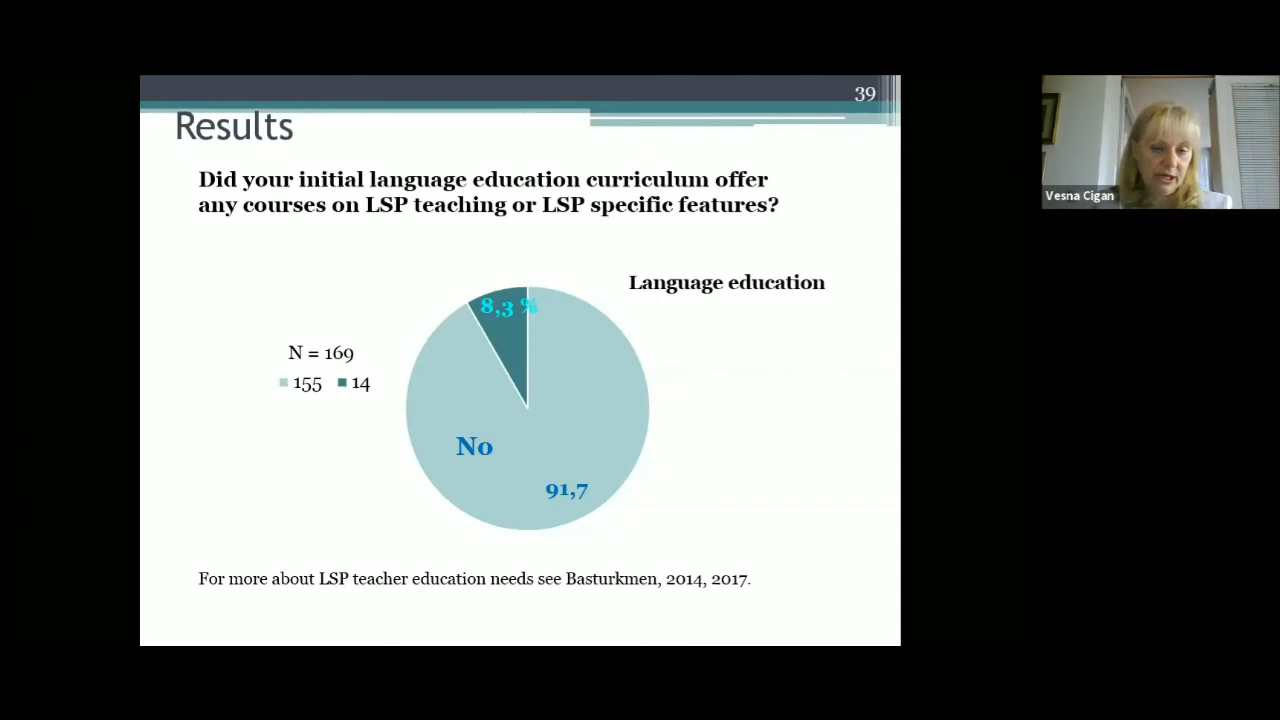 39
Results
Did your initial language education curriculum offer
any courses on LSP teaching or LSP specific features?
Language education
8,3 %
N = 169
155 14
No
91,7
For more about LSP teacher education needs see Basturkmen, 2014, 2017.
Vesna Cigan